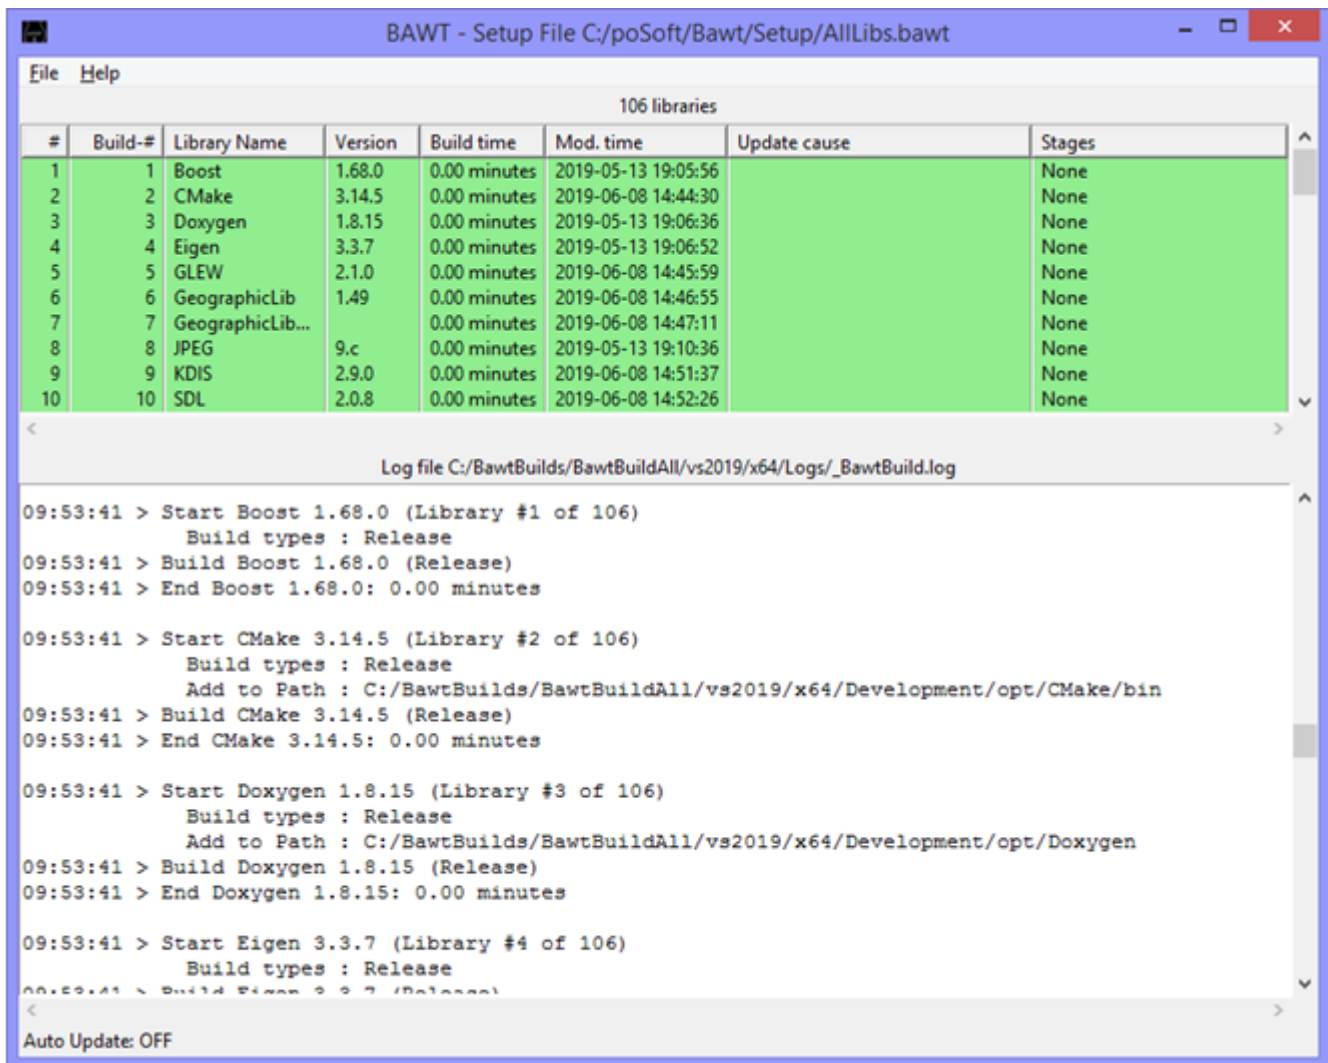 BAWT - Setup File C:/poSoft/Bawt/Setup/AllLibs.bawt
File Help
106 libraries
# Build-# Library Name Version Build time Mod. time Update cause Stages
1 1 Boost 1.68.0 0.00 minutes 2019-05-13 19:05:56 None
2 2 CMake 3.14.5 0.00 minutes 2019-06-08 14:44:30 None
3 3 Doxygen 1.8.15 0.00 minutes 2019-05-13 19:06:36 None
4 4 Eigen 3.3.7 0.00 minutes 2019-05-13 19:06:52 None
5 5 GLEW 2.1.0 0.00 minutes 2019-06-08 14:45:59 None
6 6 GeographicLib 1.49 0.00 minutes 2019-06-08 14:46:55 None
7 7 GeographicLib... 0.00 minutes 2019-06-08 14:47:11 None
8 8 JPEG 9.c 0.00 minutes 2019-05-13 19:10:36 None
9 9 KDIS 2.9.0 0.00 minutes 2019-06-08 14:51:37 None
10 10 SDL 2.0.8 0.00 minutes 2019-06-08 14:52:26 None
Log file C:/BawtBuilds/BawtBuildAll/vs2019/x64/Logs/_BawtBuild.log
09:53:41 > Start Boost 1.68.0 (Library #1 of 106)
Build types : Release
09:53:41 > Build Boost 1.68.0 (Release)
09:53:41 > End Boost 1.68.0: 0.00 minutes
09:53:41 > Start CMake 3.14.5 (Library #2 of 106)
Build types : Release
Add to Path : C:/BawtBuilds/BawtBuildAll/vs2019/x64/Development/opt/CMake/bin
09:53:41 > Build CMake 3.14.5 (Release)
09:53:41 > End CMake 3.14.5: 0.00 minutes
09:53:41 > Start Doxygen 1.8.15 (Library #3 of 106)
Build types : Release
Add to Path : C:/BawtBuilds/BawtBuildAll/vs2019/x64/Development/opt/Doxygen
09:53:41 > Build Doxygen 1.8.15 (Release)
09:53:41 > End Doxygen 1.8.15: 0.00 minutes
09:53:41 > Start Eigen 3.3.7 (Library #4 of 106)
Build types : Release
09:53:41 > Build Eigen 3.3.7 (Release)
Auto Update: OFF